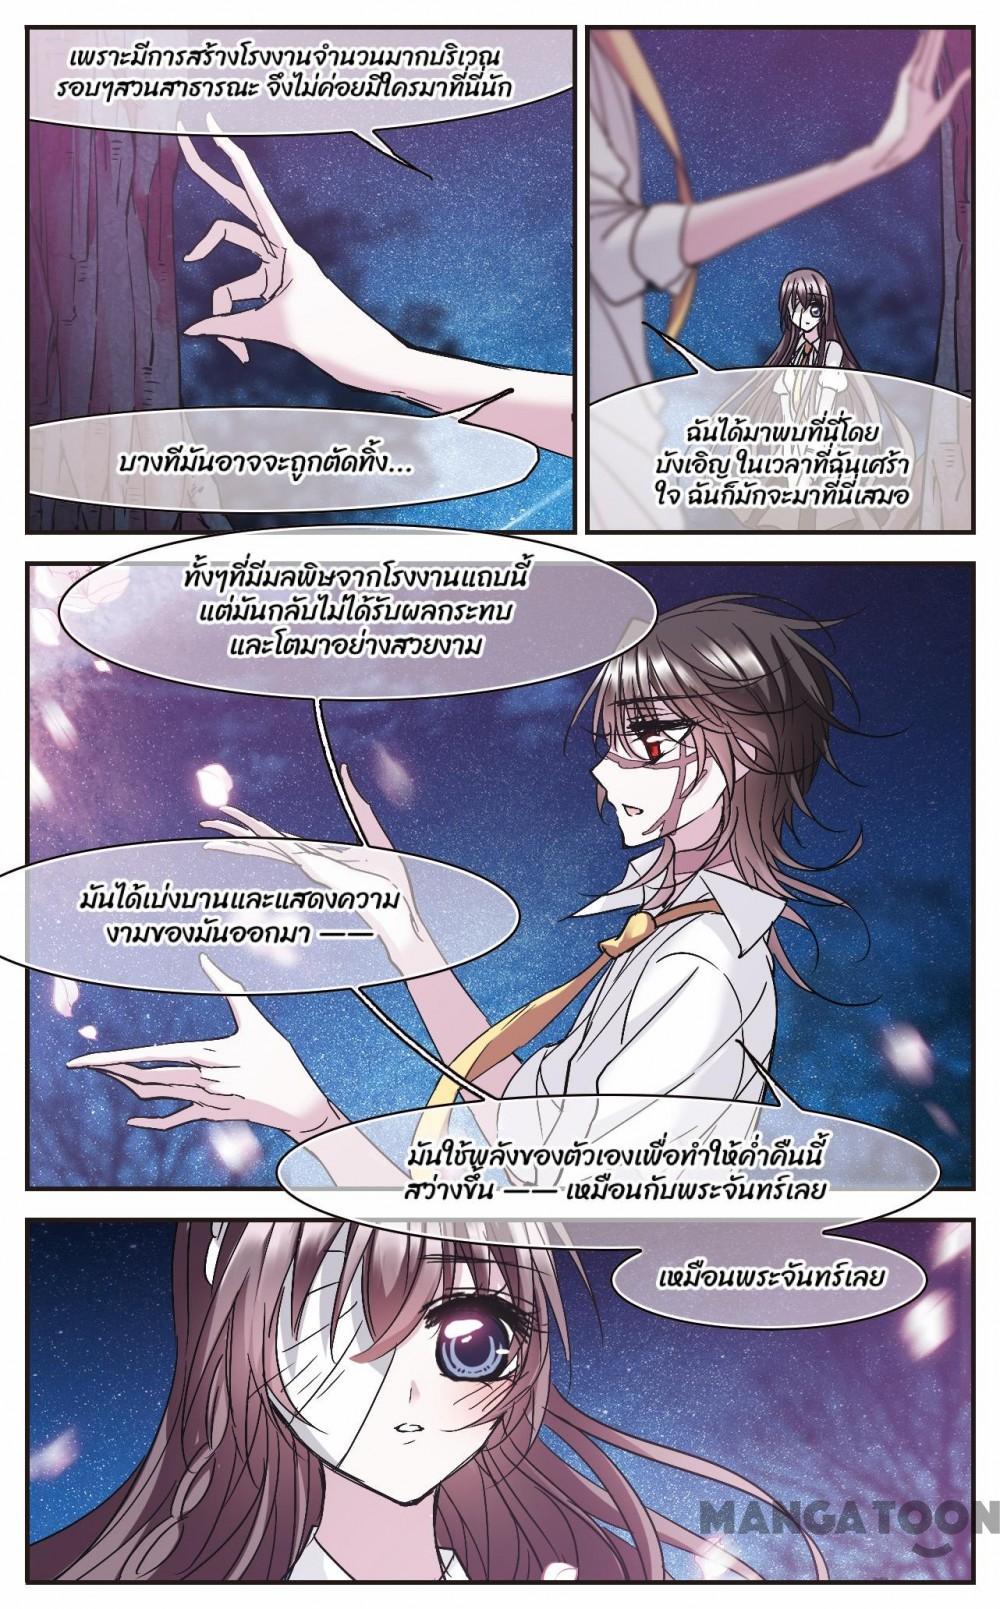 เพราะมีการสร้างโรงงานจำนวนมากบริเวณ
รอบๆสวนสาธารณะ จึงไม่ค่อยมีใครมาที่นี่นัก
บางทีมันอาจจะถูกตัดทิ้ง...
ฉันได้มาพบที่นี่โดย
บังเอิญ ในเวลาที่ฉันเศร้า
ใจ ฉันก็มักจะมาที่นี่เสมอ
ทั้งๆที่มีมลพิษจากโรงงานแถบนี้
แต่มันกลับไม่ได้รับผลกระทบ
และโตมาอย่างสวยงาม
มันได้เบ่งบานและแสดงความ
งามของมันออกมา ——
มันใช้พลังของตัวเองเพื่อทำให้ค่ำคืนนี้
สว่างขึ้น —— เหมือนกับพระจันทร์เลย
เหมือนพระจันทร์เลย
MANGATOON